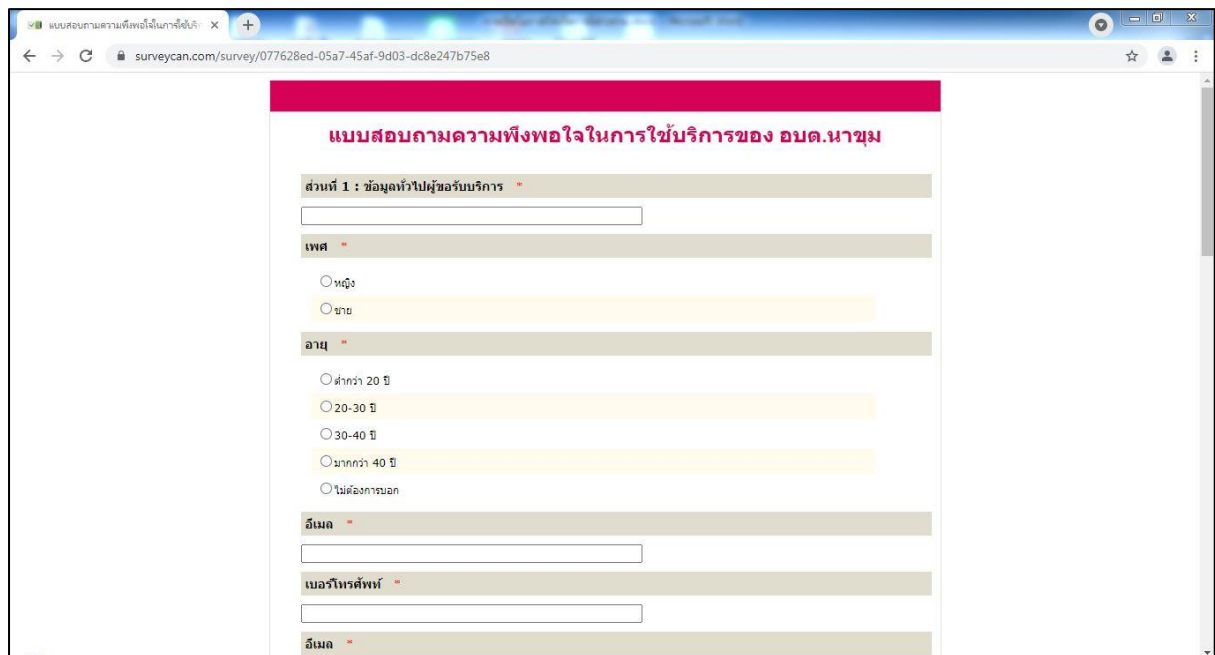 แบบสอบถามความพึงพอใจในการใช้บริ
surveycan.com/survey/077628ed-05a7-45af-9d03-dc8e247b75e8
แบบสอบถามความพึงพอใจในการใช้บริการของ อบต.นาขุม
ส่วนที่ 1 : ข้อมูลทั่วไปผู้ขอรับบริการ *
เพศ *
หญิง
ชาย
อายุ *
ต่ำกว่า 20 ปี
20-30 ปี
30-40 ปี
มากกว่า 40 ปี
ไม่ต้องการบอก
อีเมล *
เบอร์โทรศัพท์ *
อีเมล *